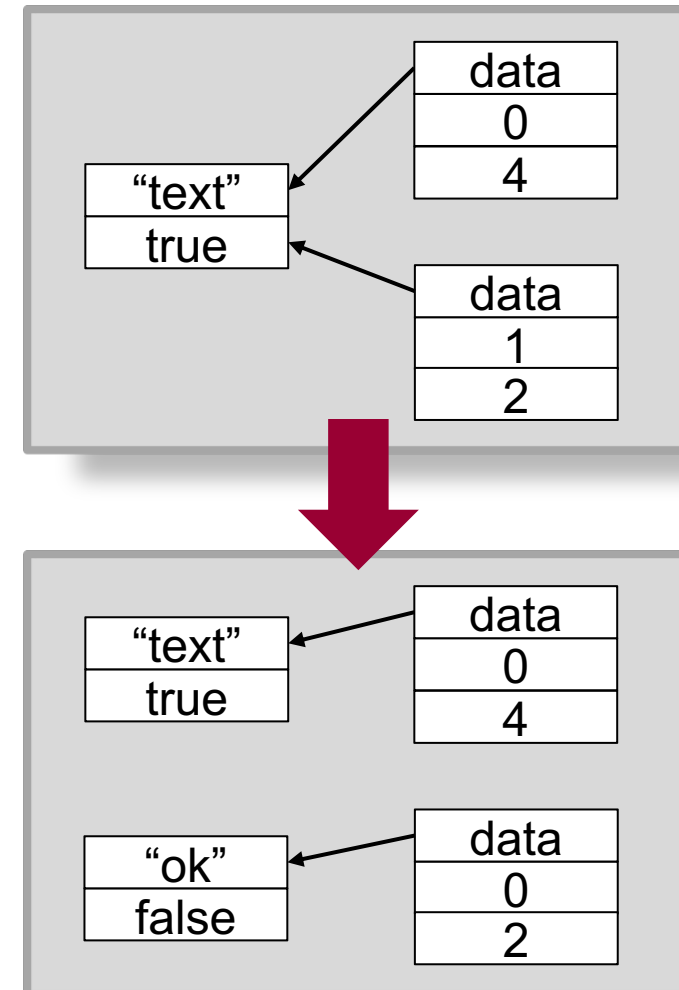 data
0
4
“text”
true
data
1
2
“text”
true
data
0
4
“ok”
false
data
0
2